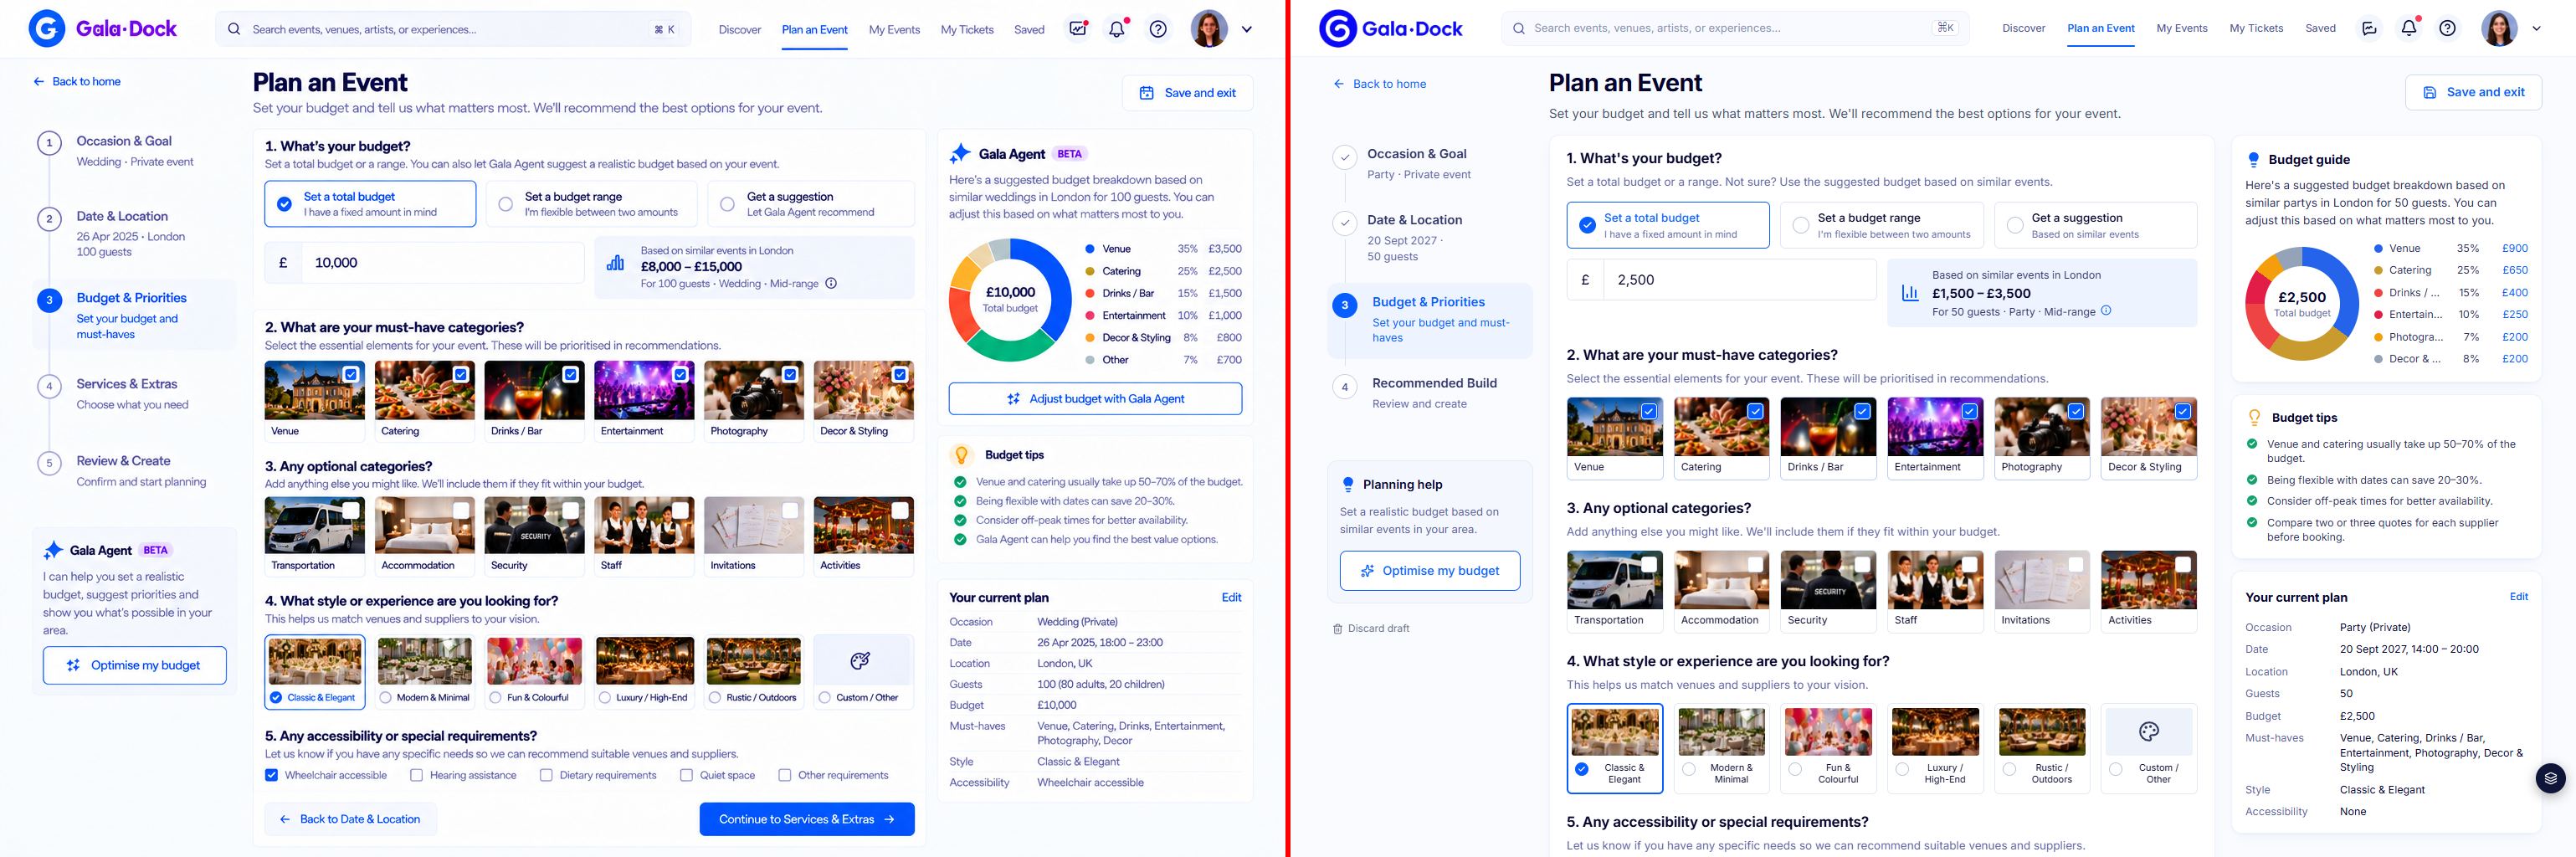 Gala·Dock
Search events, venues, artists, or experiences...
⌘ K
Discover
Plan an Event
My Events
My Tickets
Saved
Back to home
Plan an Event
Set your budget and tell us what matters most. We'll recommend the best options for your event.
Save and exit
1
Occasion & Goal
Wedding · Private event
2
Date & Location
26 Apr 2025 · London
100 guests
3
Budget & Priorities
Set your budget and
must-haves
4
Services & Extras
Choose what you need
5
Review & Create
Confirm and start planning
Gala Agent BETA
I can help you set a realistic
budget, suggest priorities and
show you what's possible in your
area.
Optimise my budget
1. What's your budget?
Set a total budget or a range. You can also let Gala Agent suggest a realistic budget based on your event.
Set a total budget
I have a fixed amount in mind
Set a budget range
I'm flexible between two amounts
Get a suggestion
Let Gala Agent recommend
£ 10,000
Based on similar events in London
£8,000 – £15,000
For 100 guests · Wedding · Mid-range
2. What are your must-have categories?
Select the essential elements for your event. These will be prioritised in recommendations.
Venue
Catering
Drinks / Bar
Entertainment
Photography
Decor & Styling
3. Any optional categories?
Add anything else you might like. We'll include them if they fit within your budget.
SECURITY
Transportation
Accommodation
Security
Staff
Invitations
Activities
4. What style or experience are you looking for?
This helps us match venues and suppliers to your vision.
Classic & Elegant
Modern & Minimal
Fun & Colourful
Luxury / High-End
Rustic / Outdoors
Custom / Other
5. Any accessibility or special requirements?
Let us know if you have any specific needs so we can recommend suitable venues and suppliers.
Wheelchair accessible
Hearing assistance
Dietary requirements
Quiet space
Other requirements
Back to Date & Location
Continue to Services & Extras
Gala Agent BETA
Here's a suggested budget breakdown based on
similar weddings in London for 100 guests. You can
adjust this based on what matters most to you.
£10,000
Total budget
Venue 35% £3,500
Catering 25% £2,500
Drinks / Bar 15% £1,500
Entertainment 10% £1,000
Decor & Styling 8% £800
Other 7% £700
Adjust budget with Gala Agent
Budget tips
Venue and catering usually take up 50–70% of the budget.
Being flexible with dates can save 20–30%.
Consider off-peak times for better availability.
Gala Agent can help you find the best value options.
Your current plan
Edit
Occasion Wedding (Private)
Date 26 Apr 2025, 18:00 – 23:00
Location London, UK
Guests 100 (80 adults, 20 children)
Budget £10,000
Must-haves Venue, Catering, Drinks, Entertainment,
Photography, Decor
Style Classic & Elegant
Accessibility Wheelchair accessible
Gala·Dock
Search events, venues, artists, or experiences...
⌘K
Discover
Plan an Event
My Events
My Tickets
Saved
Back to home
Plan an Event
Set your budget and tell us what matters most. We'll recommend the best options for your event.
Save and exit
Occasion & Goal
Party · Private event
Date & Location
20 Sept 2027 ·
50 guests
3
Budget & Priorities
Set your budget and must-
haves
4
Recommended Build
Review and create
Planning help
Set a realistic budget based on
similar events in your area.
Optimise my budget
Discard draft
1. What's your budget?
Set a total budget or a range. Not sure? Use the suggested budget based on similar events.
Set a total budget
I have a fixed amount in mind
Set a budget range
I'm flexible between two amounts
Get a suggestion
Based on similar events
£ 2,500
Based on similar events in London
£1,500 – £3,500
For 50 guests · Party · Mid-range
2. What are your must-have categories?
Select the essential elements for your event. These will be prioritised in recommendations.
Venue
Catering
Drinks / Bar
Entertainment
Photography
Decor & Styling
3. Any optional categories?
Add anything else you might like. We'll include them if they fit within your budget.
SECURITY
Transportation
Accommodation
Security
Staff
Invitations
Activities
4. What style or experience are you looking for?
This helps us match venues and suppliers to your vision.
Classic &
Elegant
Modern &
Minimal
Fun &
Colourful
Luxury /
High-End
Rustic /
Outdoors
Custom /
Other
5. Any accessibility or special requirements?
Let us know if you have any specific needs so we can recommend suitable venues and suppliers.
Budget guide
Here's a suggested budget breakdown based on
similar partys in London for 50 guests. You can
adjust this based on what matters most to you.
£2,500
Total budget
Venue 35% £900
Catering 25% £650
Drinks / ... 15% £400
Entertain... 10% £250
Photogra... 7% £200
Decor & ... 8% £200
Budget tips
Venue and catering usually take up 50–70% of the
budget.
Being flexible with dates can save 20–30%.
Consider off-peak times for better availability.
Compare two or three quotes for each supplier
before booking.
Your current plan
Edit
Occasion Party (Private)
Date 20 Sept 2027, 14:00 – 20:00
Location London, UK
Guests 50
Budget £2,500
Must-haves Venue, Catering, Drinks / Bar,
Entertainment, Photography, Decor &
Styling
Style Classic & Elegant
Accessibility None